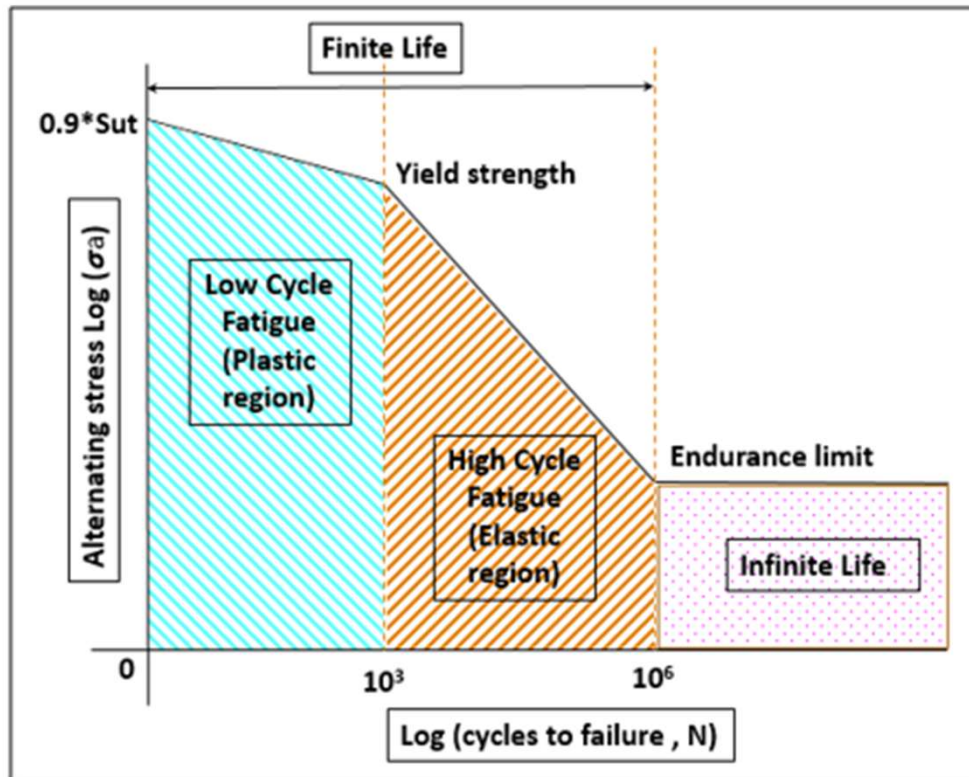 Finite Life
0.9*Sut
Yield strength
Alternating stress Log (σa)
Low Cycle
Fatigue
(Plastic
region)
High Cycle
Fatigue
(Elastic
region)
Endurance limit
Infinite Life
0
10³
10⁶
Log (cycles to failure , N)